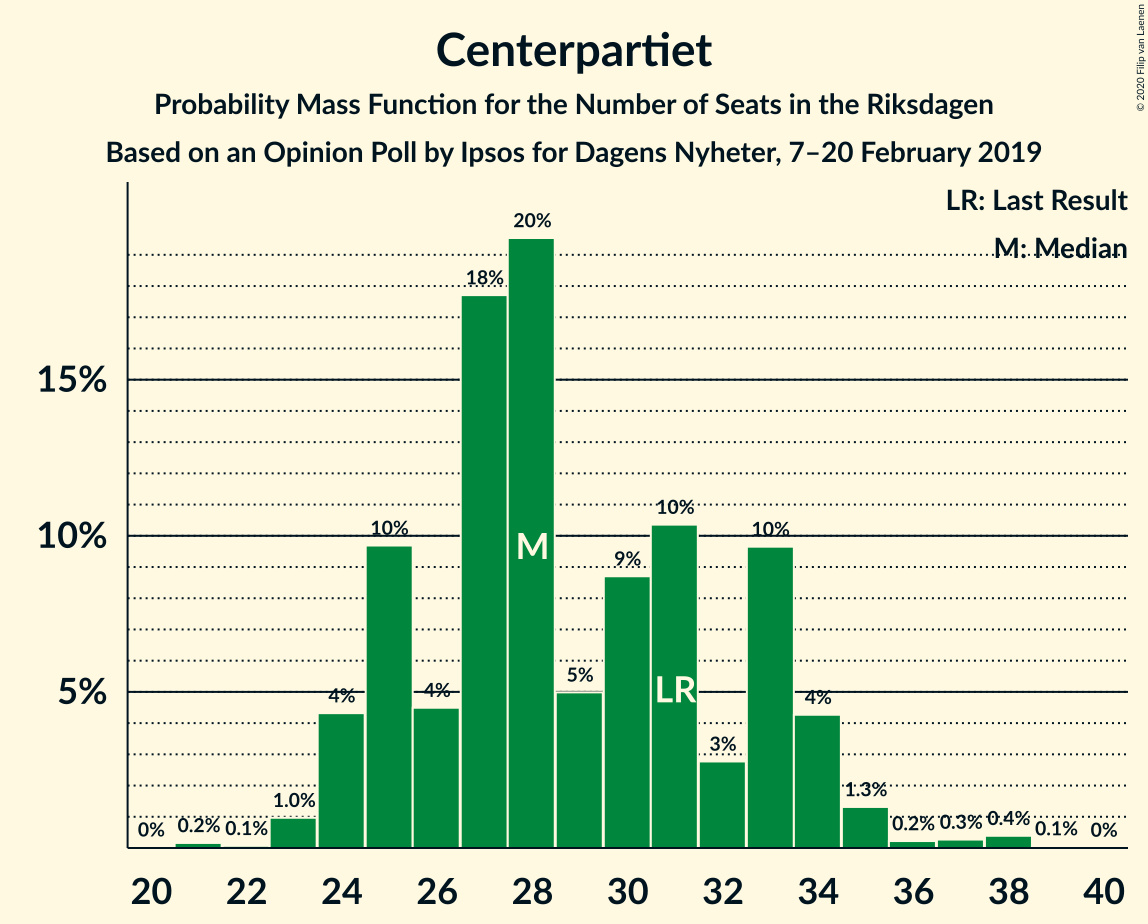 Centerpartiet
Probability Mass Function for the Number of Seats in the Riksdagen
Based on an Opinion Poll by Ipsos for Dagens Nyheter, 7–20 February 2019
© 2020 Filip van Laenen
LR: Last Result
M: Median
15%
10%
5%
0%
0.2%
0.1%
1.0%
4%
10%
4%
18%
20%
5%
9%
10%
3%
10%
4%
1.3%
0.2%
0.3%
0.4%
0.1%
0%
M
LR
20 22 24 26 28 30 32 34 36 38 40